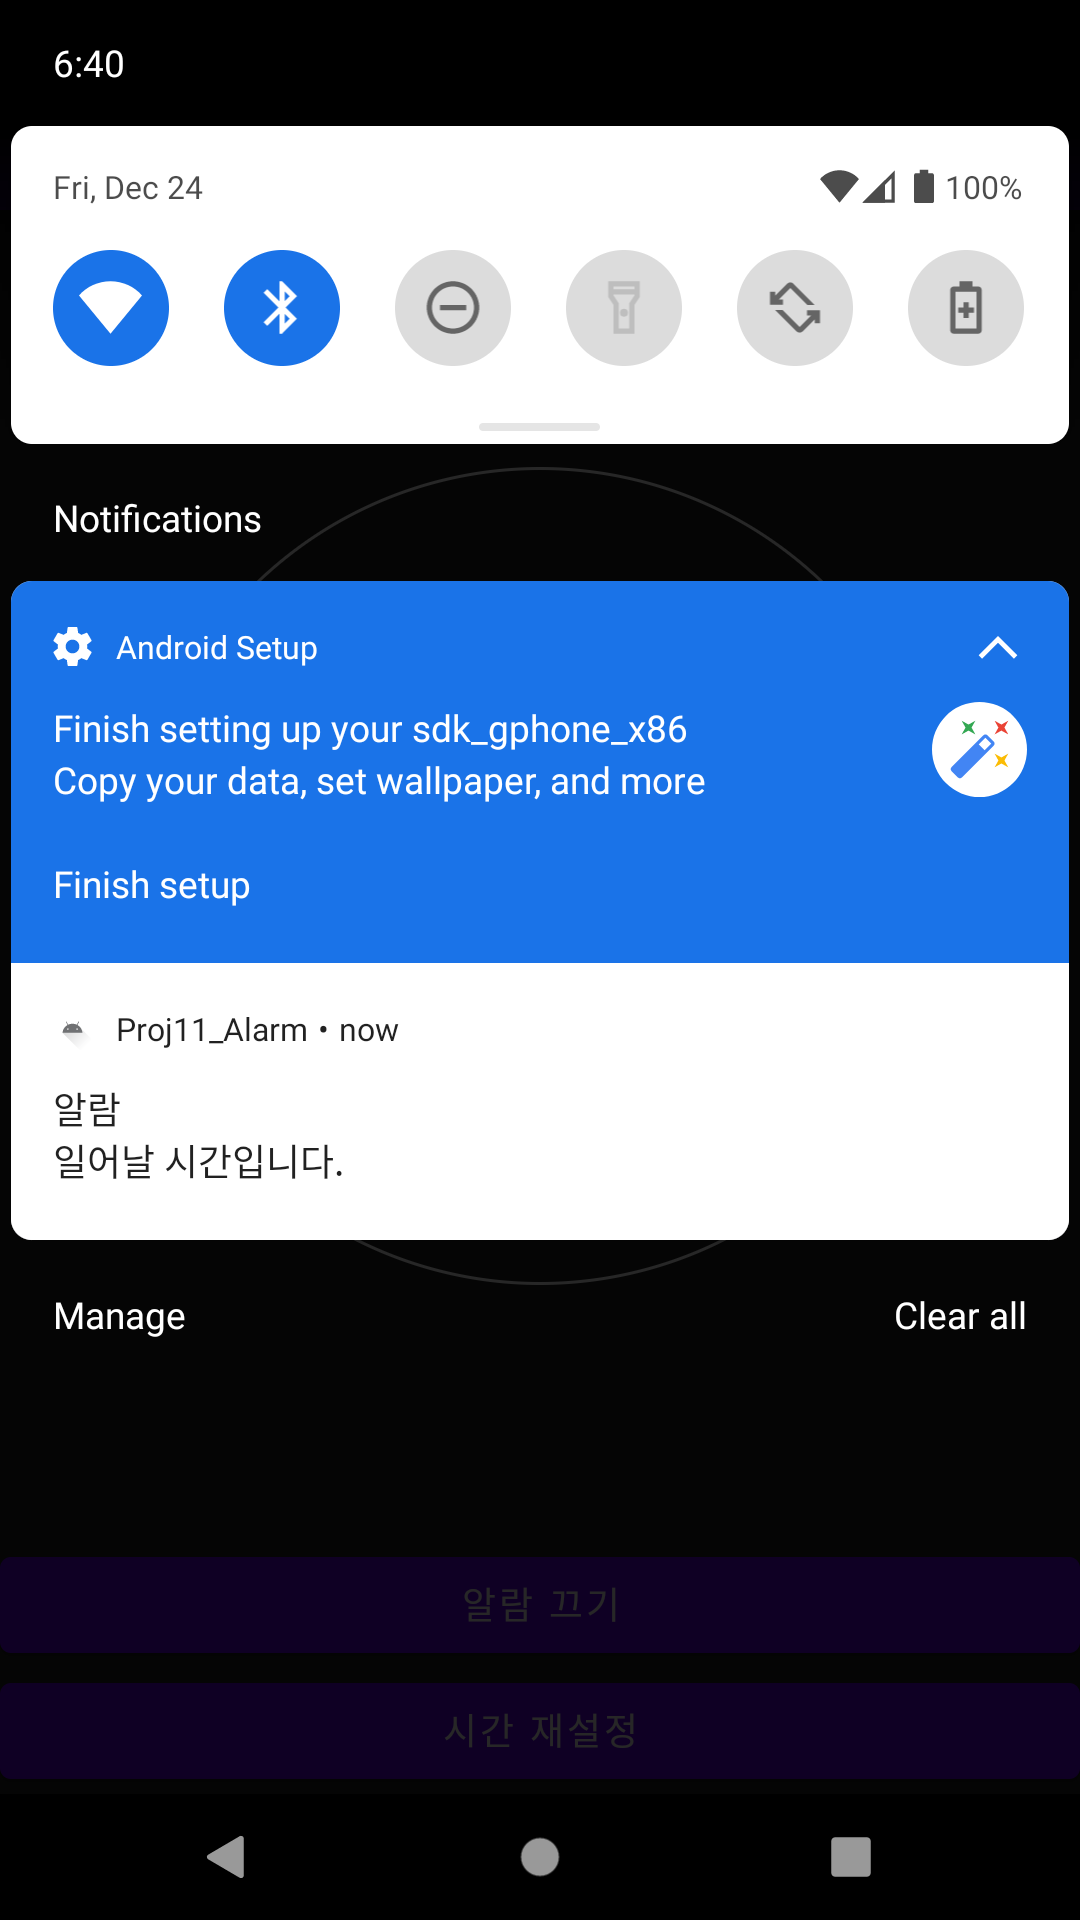 6:40
Fri, Dec 24
100%
Notifications
Android Setup
Finish setting up your sdk_gphone_x86
Copy your data, set wallpaper, and more
Finish setup
Proj11_Alarm • now
알람
일어날 시간입니다.
Manage
Clear all
알람 끄기
시간 재설정